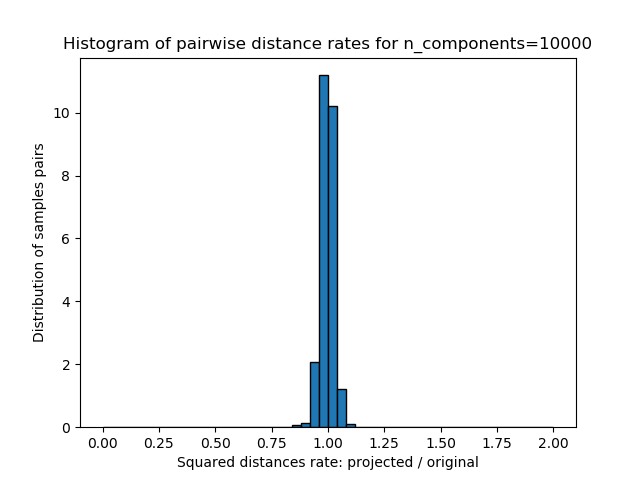 Histogram of pairwise distance rates for n_components=10000
Distribution of samples pairs
10
8
6
4
2
0
0.00 0.25 0.50 0.75 1.00 1.25 1.50 1.75 2.00
Squared distances rate: projected / original